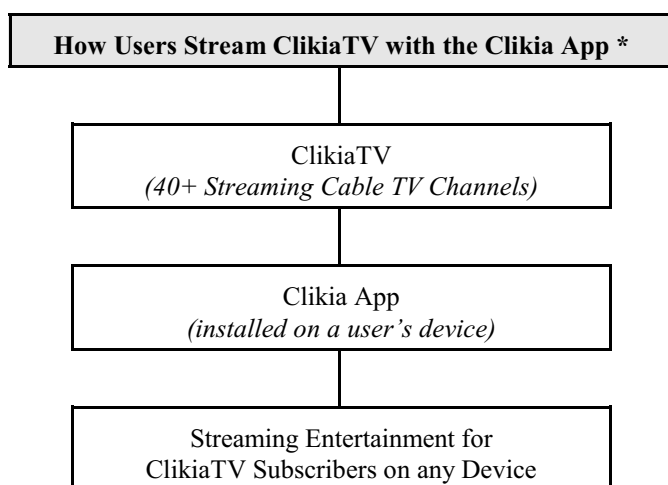 How Users Stream ClikiaTV with the Clikia App *
ClikiaTV
(40+ Streaming Cable TV Channels)
Clikia App
(installed on a user’s device)
Streaming Entertainment for
ClikiaTV Subscribers on any Device